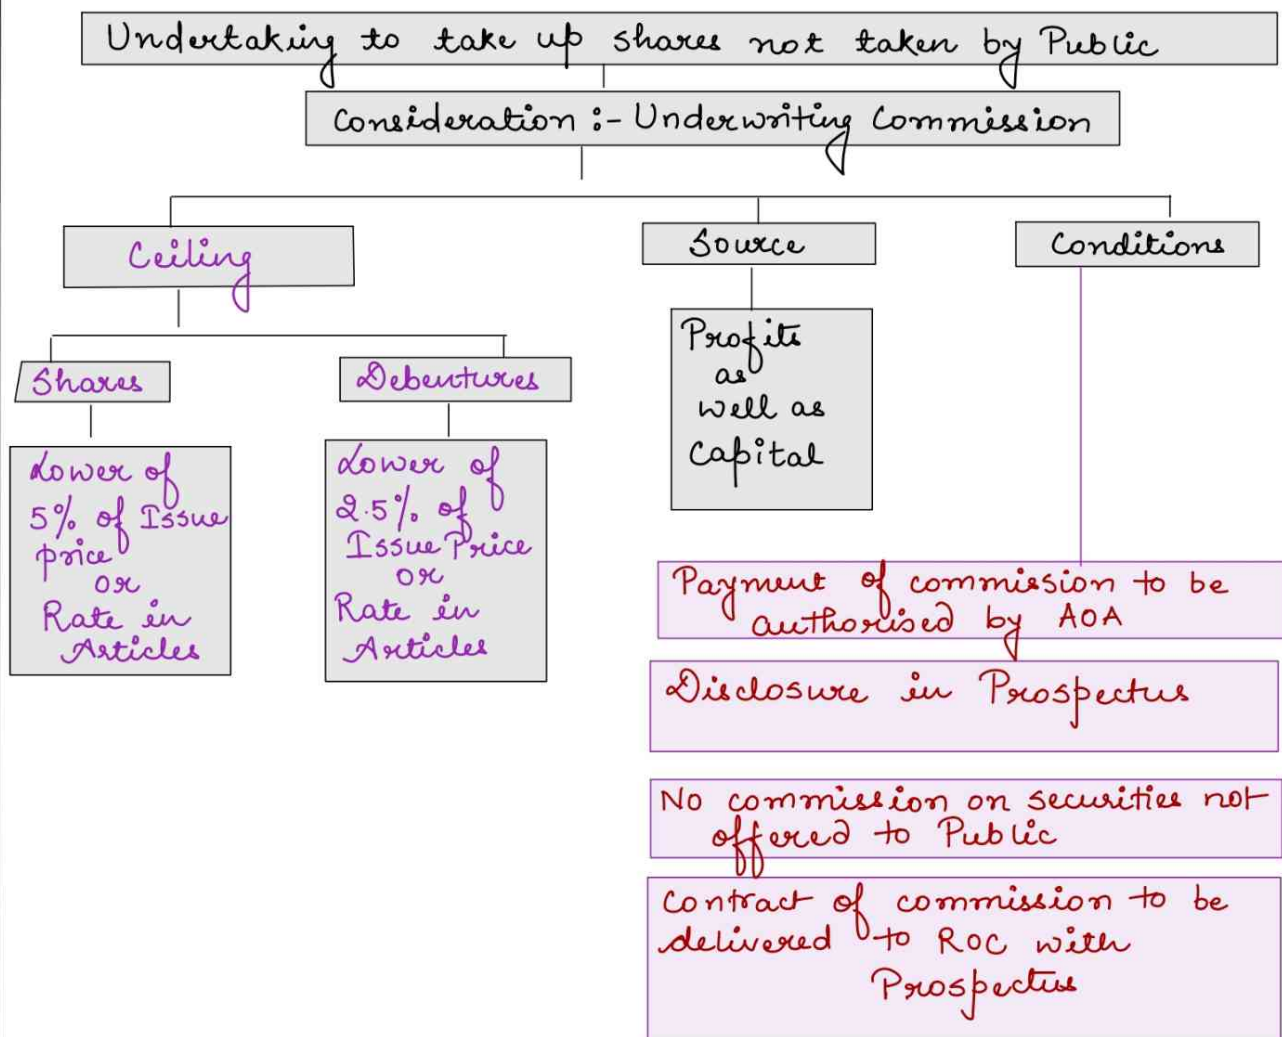 Undertaking to take up shares not taken by Public
Consideration :- Underwriting Commission
Ceiling
Source
Conditions
Shares
Debentures
Profits
as
well as
Capital
Lower of
5% of Issue
price
or
Rate in
Articles
Lower of
2.5% of
Issue Price
or
Rate in
Articles
Payment of commission to be
authorised by AOA
Disclosure in Prospectus
No commission on securities not
offered to Public
Contract of commission to be
delivered to ROC with
Prospectus